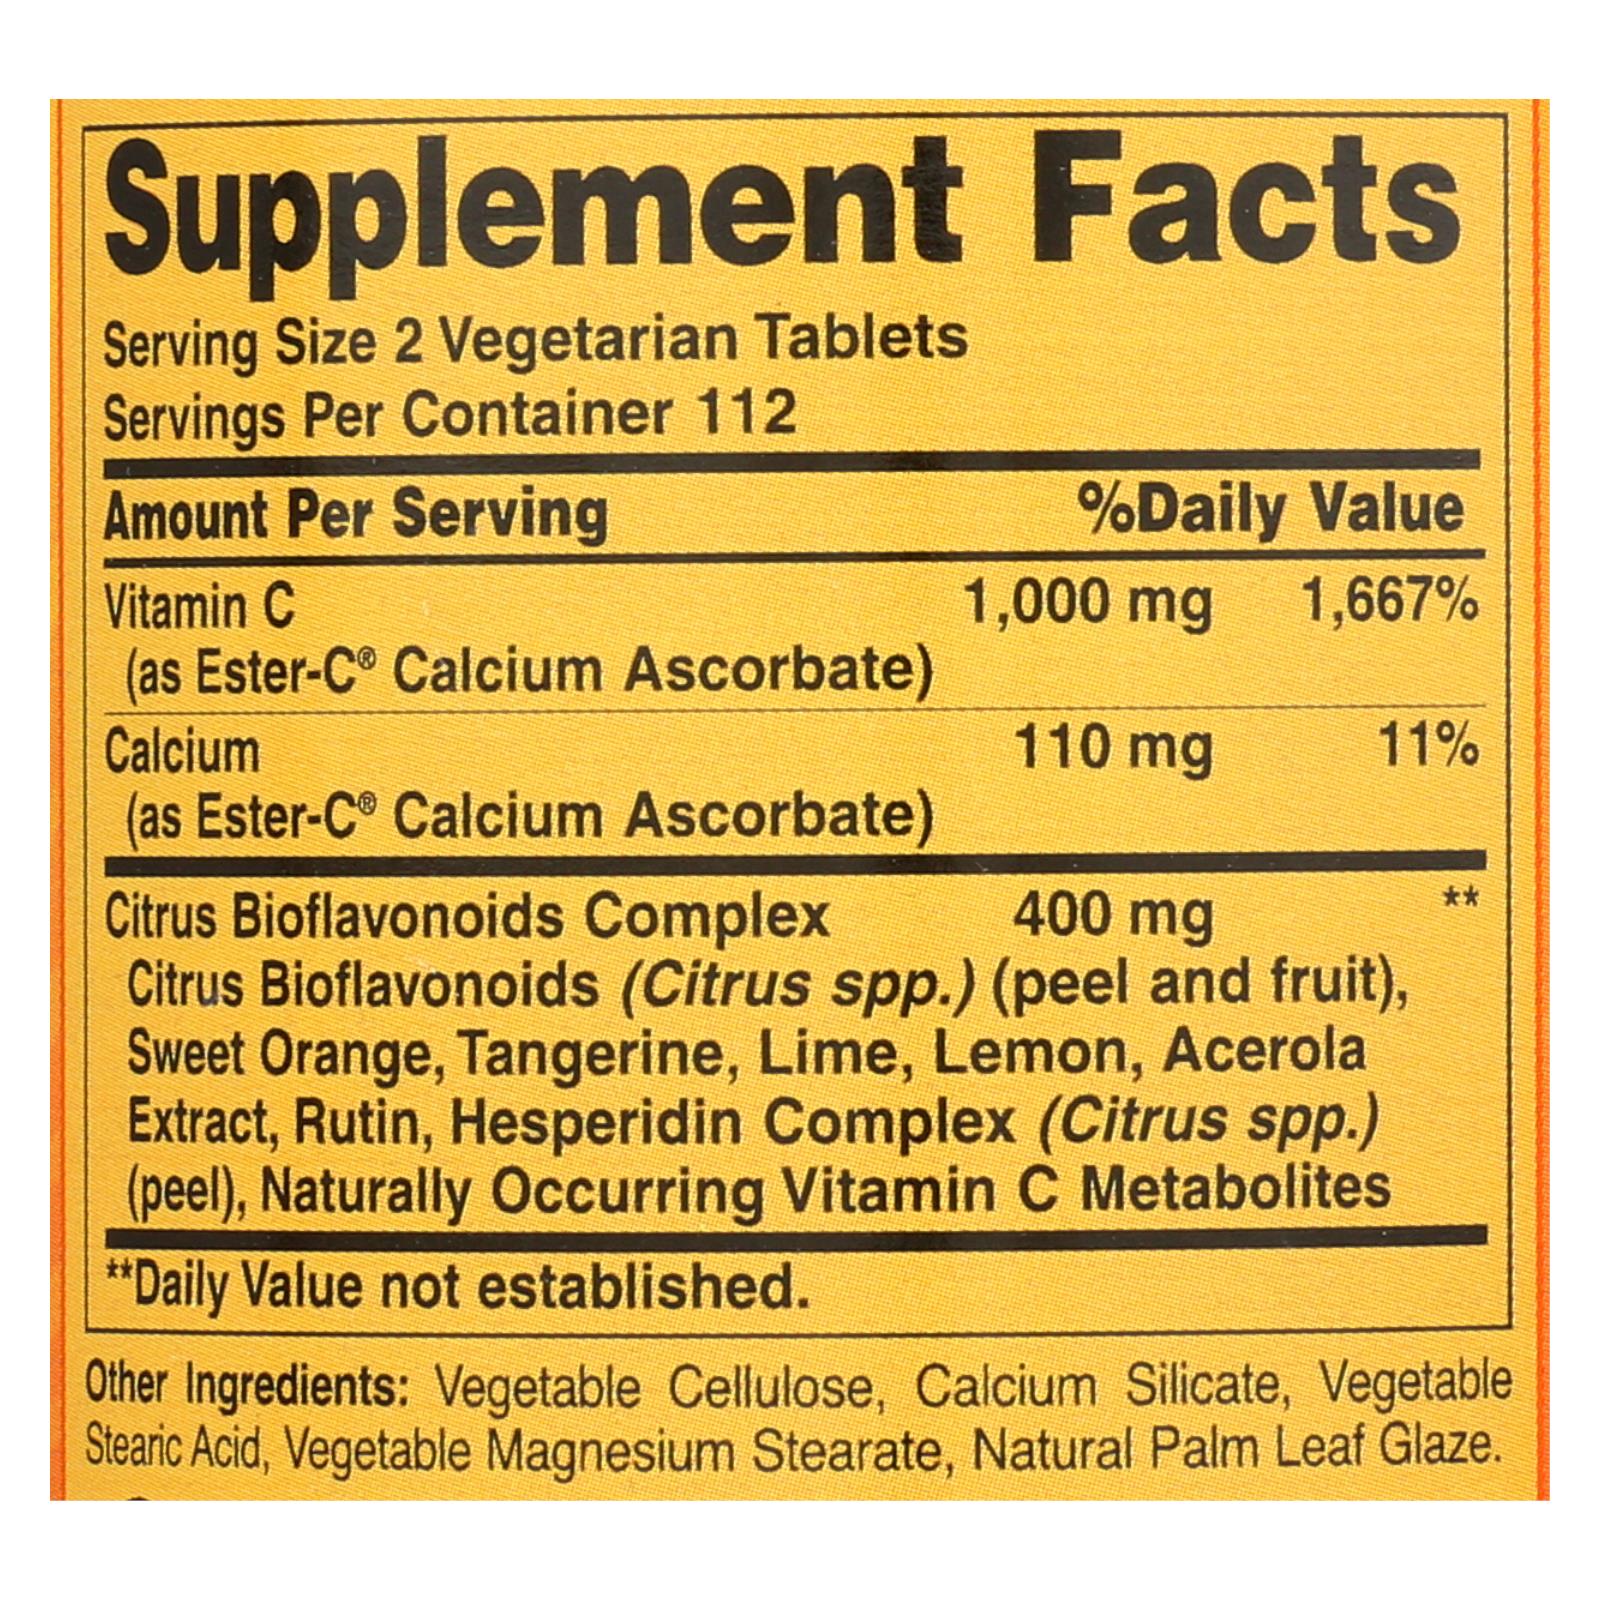 Supplement Facts
Serving Size 2 Vegetarian Tablets
Servings Per Container 112
Amount Per Serving %Daily Value
Vitamin C 1,000 mg 1,667%
(as Ester-C® Calcium Ascorbate)
Calcium 110 mg 11%
(as Ester-C® Calcium Ascorbate)
Citrus Bioflavonoids Complex 400 mg **
Citrus Bioflavonoids (Citrus spp.) (peel and fruit),
Sweet Orange, Tangerine, Lime, Lemon, Acerola
Extract, Rutin, Hesperidin Complex (Citrus spp.)
(peel), Naturally Occurring Vitamin C Metabolites
**Daily Value not established.
Other Ingredients: Vegetable Cellulose, Calcium Silicate, Vegetable
Stearic Acid, Vegetable Magnesium Stearate, Natural Palm Leaf Glaze.